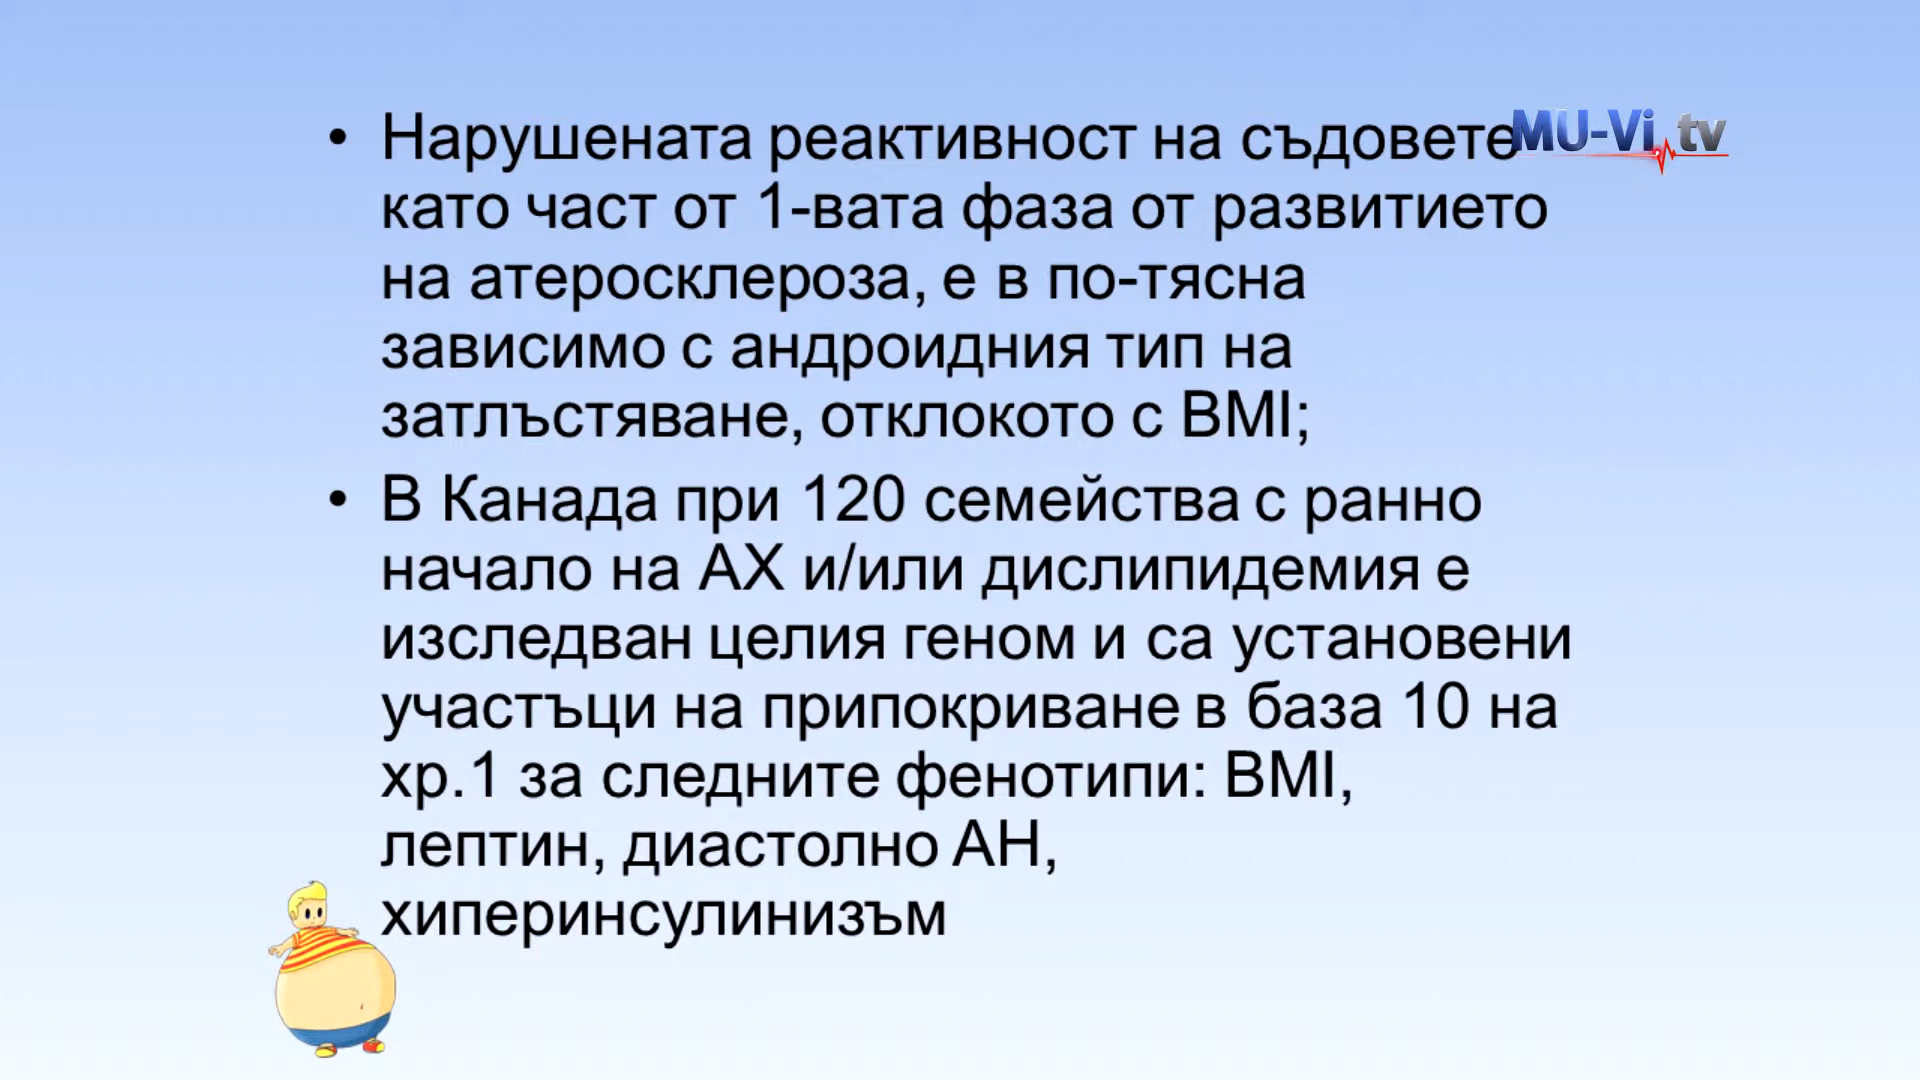 • Нарушената реактивност на съдовете
като част от 1-вата фаза от развитието
на атеросклероза, е в по-тясна
зависимо с андроидния тип на
затлъстяване, отклокото с BMI;
• В Канада при 120 семейства с ранно
начало на АХ и/или дислипидемия е
изследван целия геном и са установени
участъци на припокриване в база 10 на
хр.1 за следните фенотипи: BMI,
лептин, диастолно АН,
хиперинсулинизъм
MU-Vi.tv